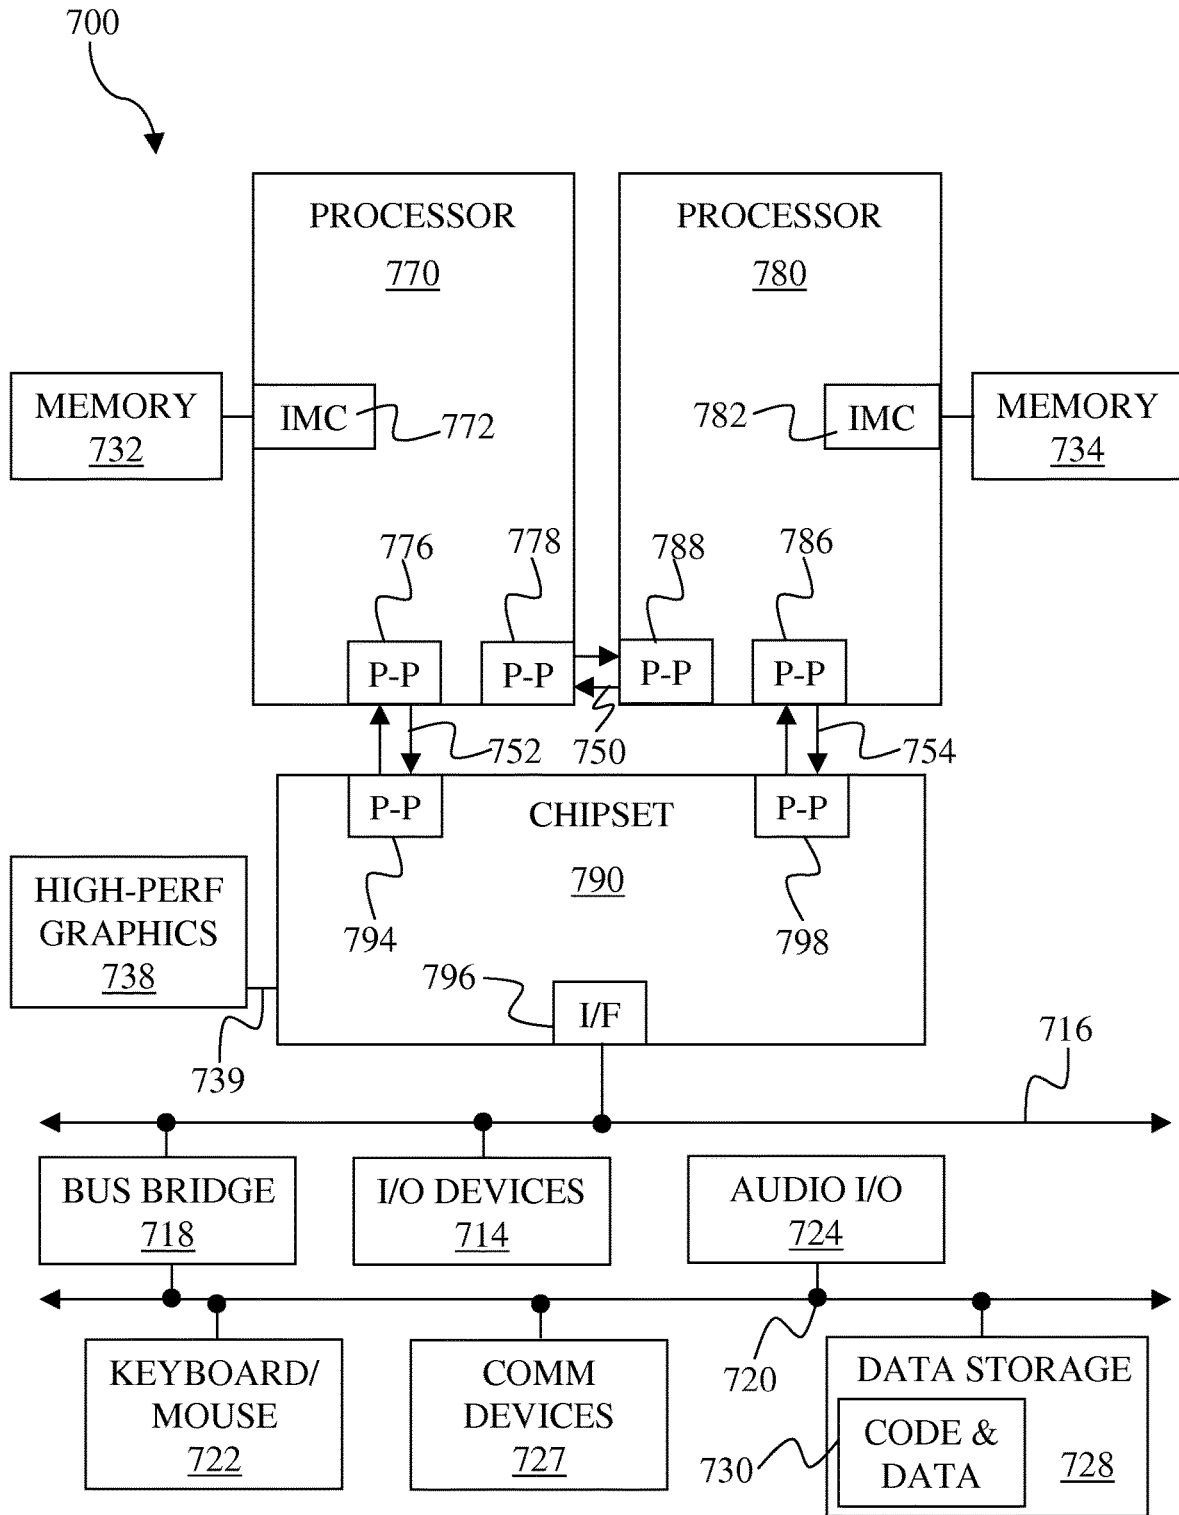 700
PROCESSOR
770
PROCESSOR
780
MEMORY
732
IMC
772
782
IMC
MEMORY
734
776
778
788
786
P-P
P-P
P-P
P-P
752
750
754
P-P
CHIPSET
P-P
790
HIGH-PERF
GRAPHICS
738
794
798
796
I/F
739
716
BUS BRIDGE
718
I/O DEVICES
714
AUDIO I/O
724
720
KEYBOARD/
MOUSE
722
COMM
DEVICES
727
DATA STORAGE
CODE &
DATA
730
728